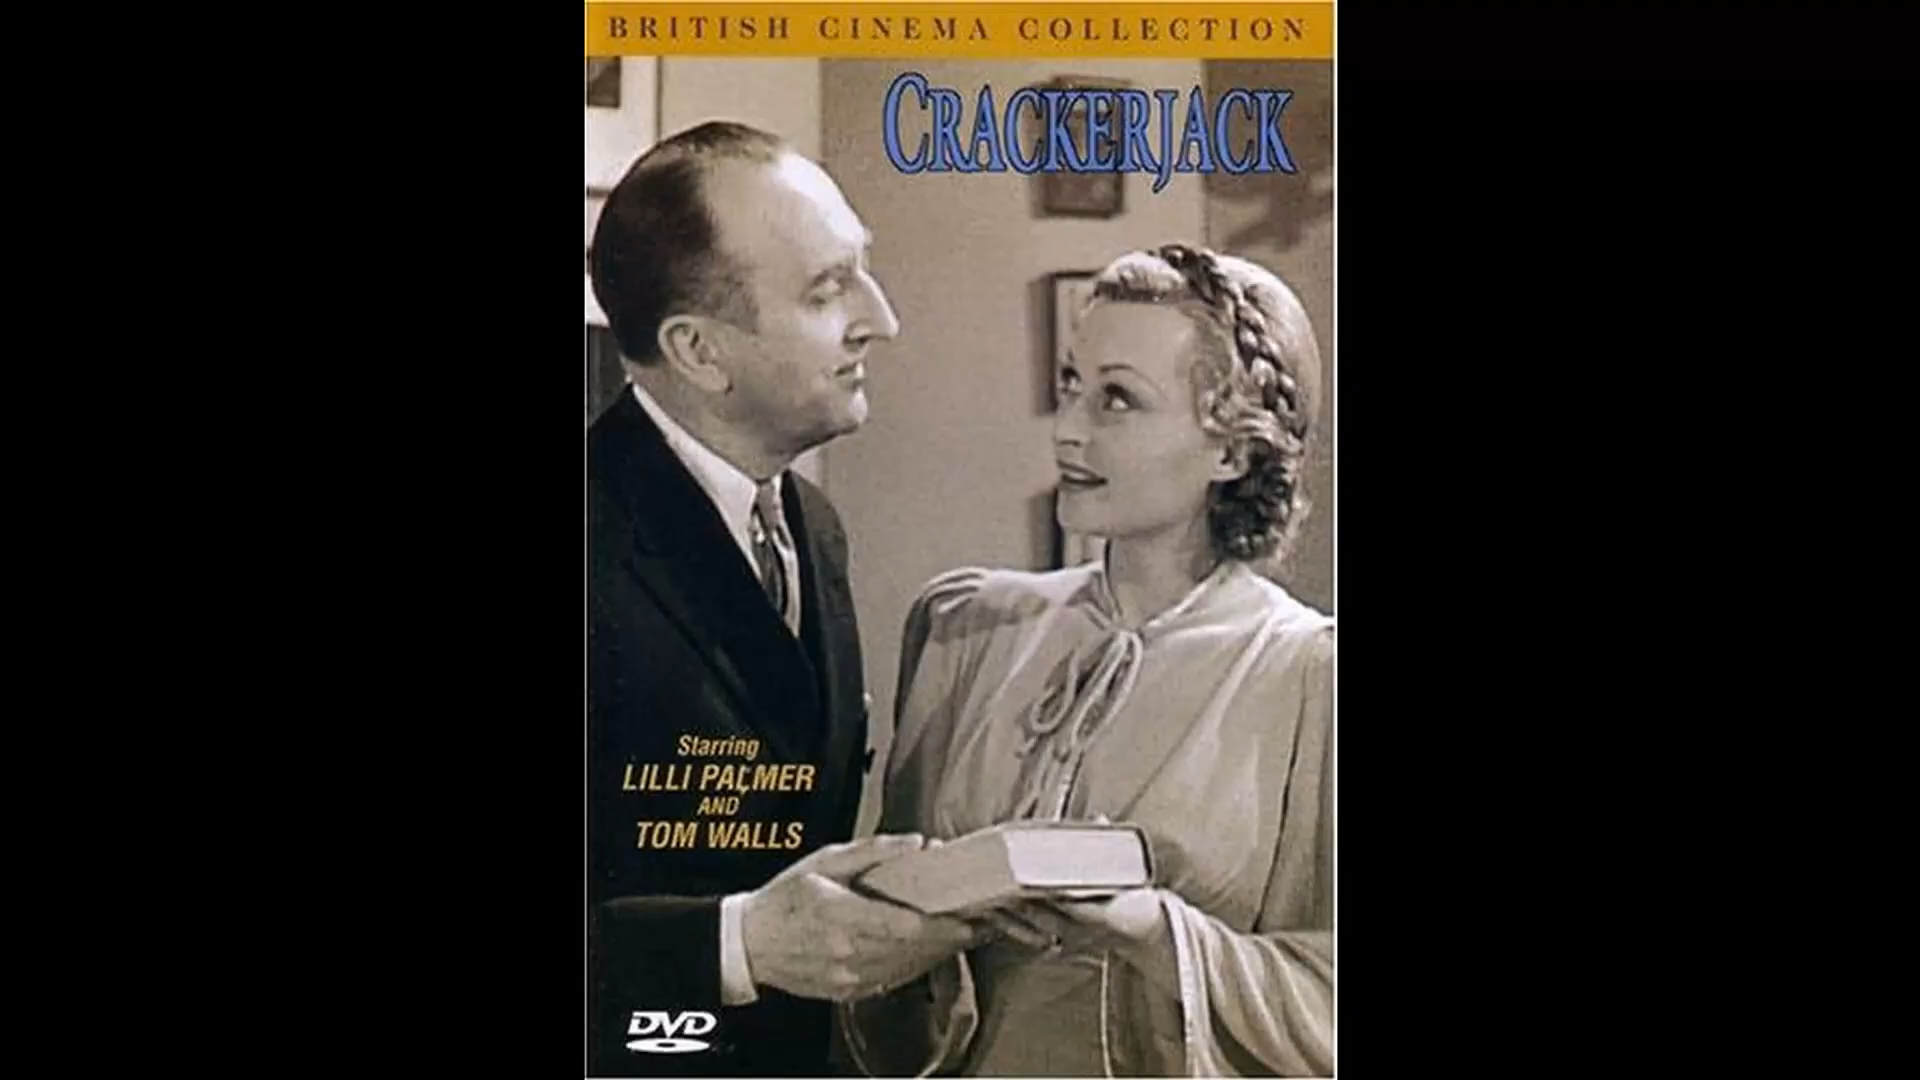 BRITISH CINEMA COLLECTION
CRACKERJACK
Starring
LILLI PALMER
AND
TOM WALLS
DVD